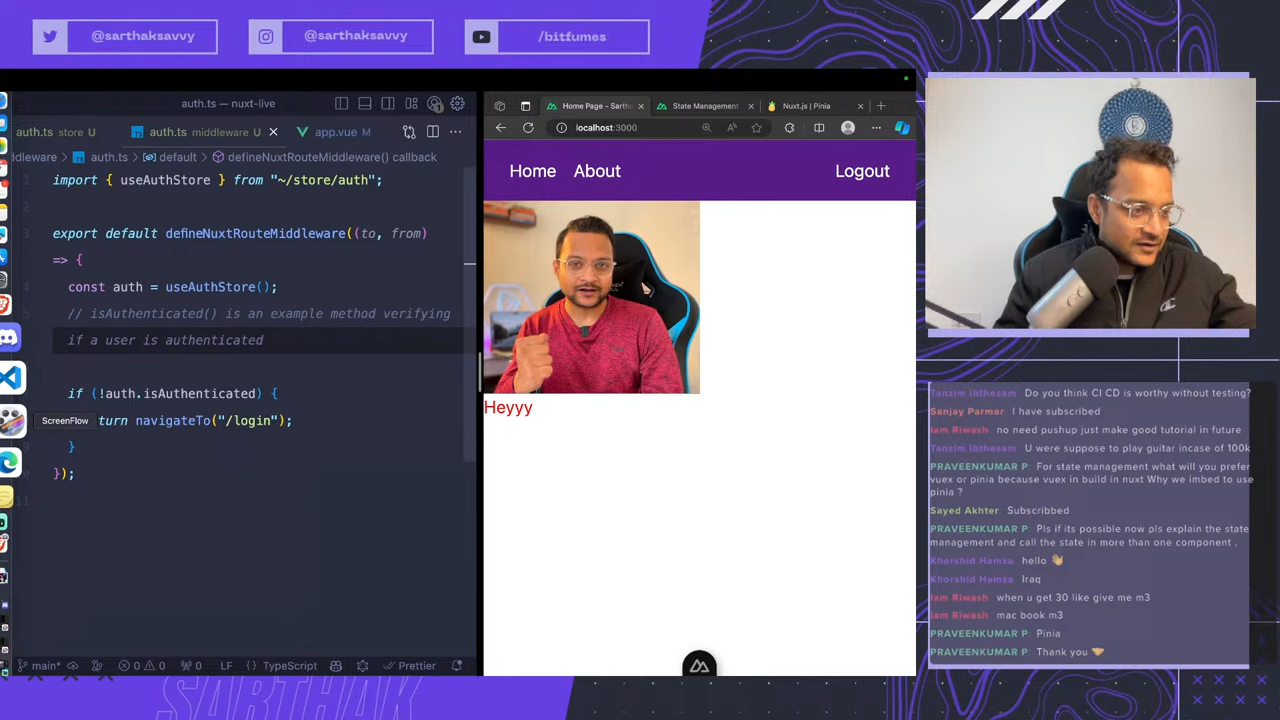 @sarthaksavvy
@sarthaksavvy
/bitfumes
auth.ts — nuxt-live
auth.ts store U
auth.ts middleware U
app.vue M
auth.ts > default > defineNuxtRouteMiddleware() callback
1 import { useAuthStore } from "~/store/auth";
2
3 export default defineNuxtRouteMiddleware((to, from)
=> {
const auth = useAuthStore();
// isAuthenticated() is an example method verifying
if a user is authenticated
if (!auth.isAuthenticated) {
turn navigateTo("/login");
}
});
11
ScreenFlow
main*
0 0
0
LF
{} TypeScript
Prettier
Home Page - Sarth
State Management
Nuxt.js | Pinia
localhost:3000
Home
About
Logout
Heyyy
Tanzim Ibthesam: Do you think CI CD is worthy without testing?
Sanjay Parmar: I have subscribed
Iam Riwash: no need pushup just make good tutorial in future
Tanzim Ibthesam: U were suppose to play guitar incase of 100k
PRAVEENKUMAR P: For state management what will you prefer
vuex or pinia because vuex in build in nuxt Why we imbed to use
pinia ?
Sayed Akhter: Subscribbed
PRAVEENKUMAR P: Pls if its possible now pls explain the state
management and call the state in more than one component .
Khorshid Hamza: hello 👋
Khorshid Hamza: Iraq
Iam Riwash: when u get 30 like give me m3
Iam Riwash: mac book m3
PRAVEENKUMAR P: Pinia
PRAVEENKUMAR P: Thank you 🤝
SARTHAK